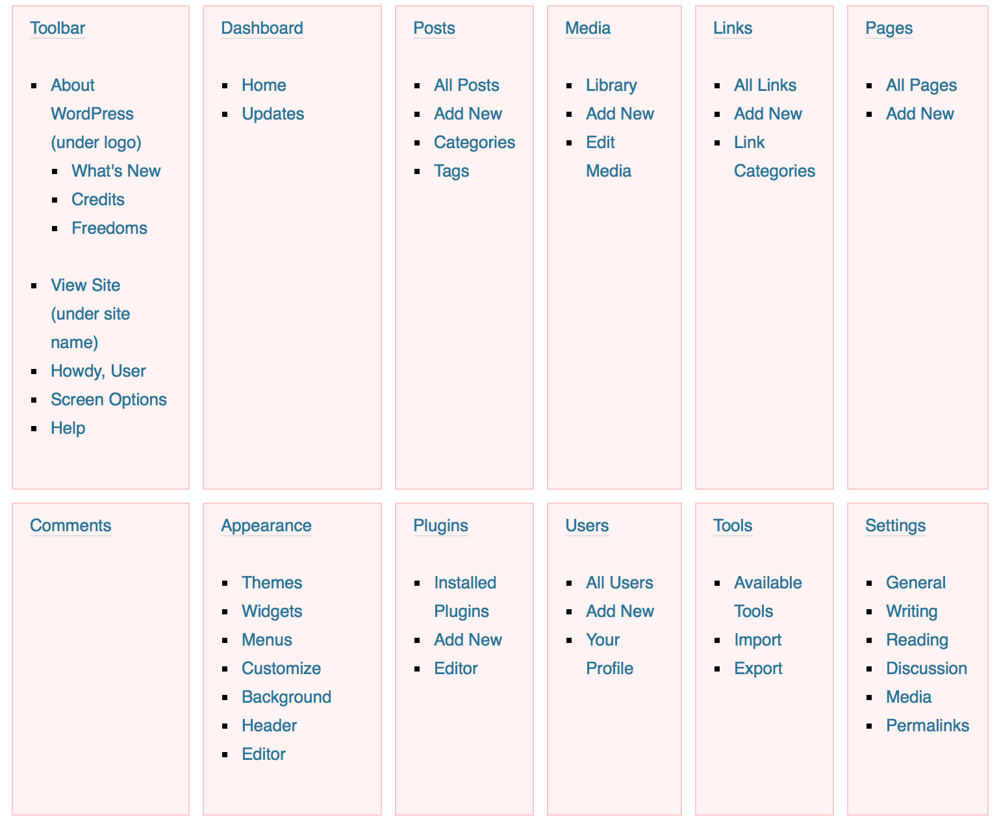 Toolbar
About
WordPress
(under logo)
What's New
Credits
Freedoms
View Site
(under site
name)
Howdy, User
Screen Options
Help
Dashboard
Home
Updates
Posts
All Posts
Add New
Categories
Tags
Media
Library
Add New
Edit
Media
Links
All Links
Add New
Link
Categories
Pages
All Pages
Add New
Comments
Appearance
Themes
Widgets
Menus
Customize
Background
Header
Editor
Plugins
Installed
Plugins
Add New
Editor
Users
All Users
Add New
Your
Profile
Tools
Available
Tools
Import
Export
Settings
General
Writing
Reading
Discussion
Media
Permalinks